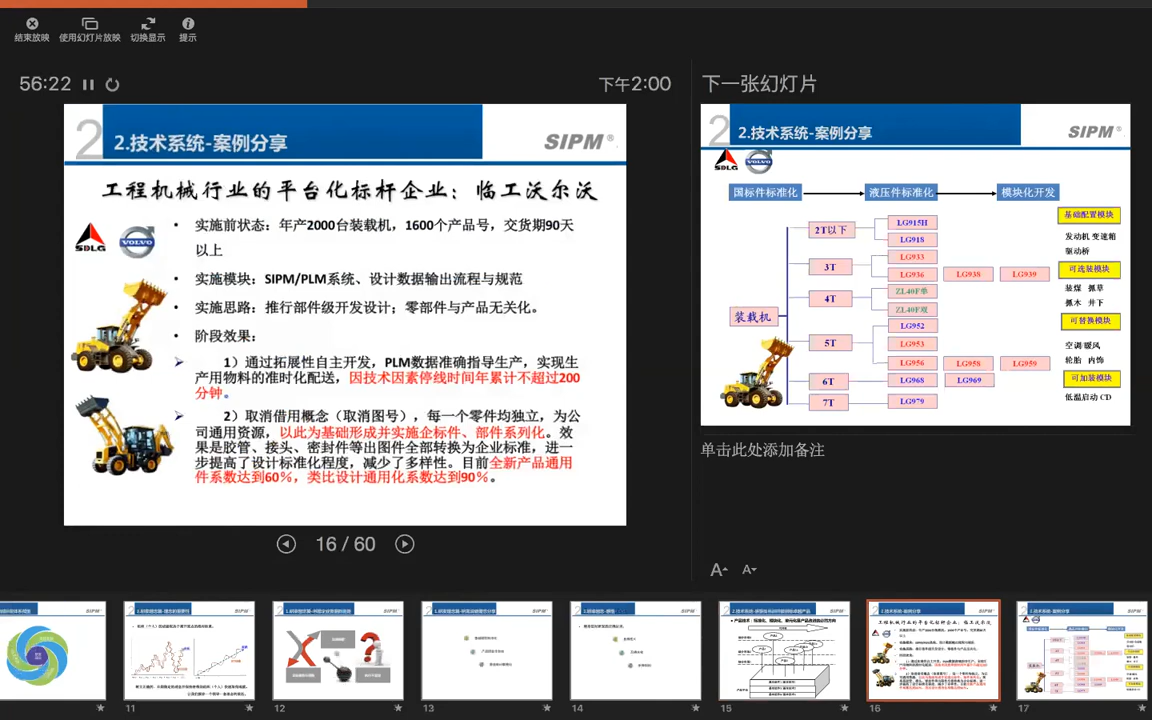 结束放映 使用幻灯片放映 切换显示 提示
56:22 下午2:00
2 2.技术系统-案例分享 SIPM®
工程机械行业的平台化标杆企业：临工沃尔沃
SDLG VOLVO
• 实施前状态：年产2000台装载机，1600个产品号，交货期90天
以上
• 实施模块：SIPM/PLM系统、设计数据输出流程与规范
• 实施思路：推行部件级开发设计；零部件与产品无关化。
• 阶段效果：
➢ 1）通过拓展性自主开发，PLM数据准确指导生产，实现生
产用物料的准时化配送，因技术因素停线时间年累计不超过200
分钟。
➢ 2）取消借用概念（取消图号），每一个零件均独立，为公
司通用资源，以此为基础形成并实施企标件、部件系列化。效
果是胶管、接头、密封件等出图件全部转换为企业标准，进一
步提高了设计标准化程度，减少了多样性。目前全新产品通用
件系数达到60%，类比设计通用化系数达到90%。
16 / 60
下一张幻灯片
2 2.技术系统-案例分享 SIPM®
SDLG VOLVO
国标件标准化 液压件标准化 模块化开发
装载机
2T以下 LG915H
LG918
3T LG933
LG936 LG938 LG939
4T ZL40F单
ZL40F双
5T LG952
LG953
LG956 LG958 LG959
6T LG968 LG969
7T LG979
基础配置模块
发动机 变速箱
驱动桥
可选装模块
装煤 抓草
抓木 井下
可替换模块
空调 暖风
轮胎 内饰
可加装模块
低温启动 CD
单击此处添加备注
A A
11 12 13 14 15 16 17